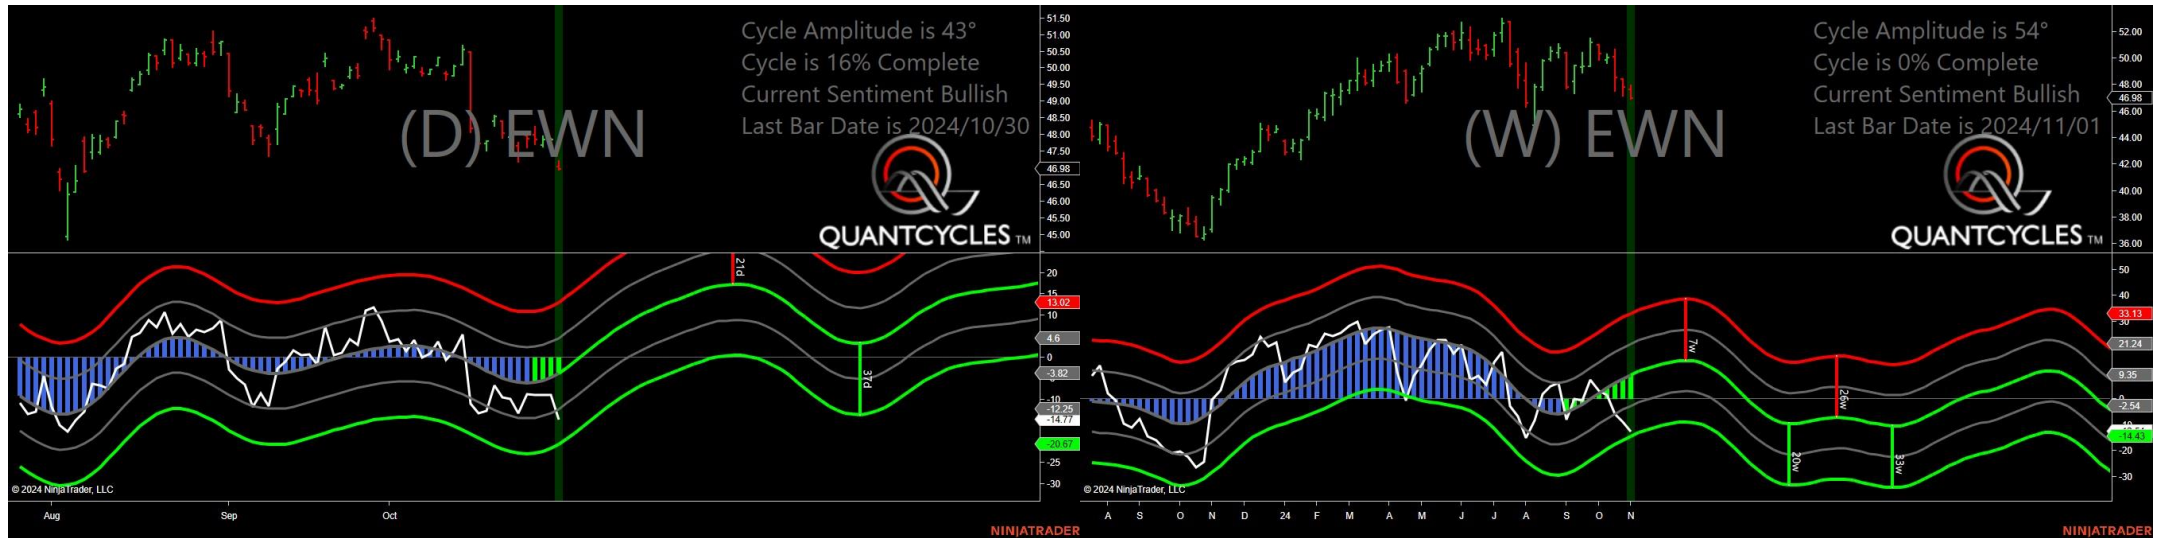 Cycle Amplitude is 43°
Cycle is 16% Complete
Current Sentiment Bullish
Last Bar Date is 2024/10/30
(D) EWN
QUANTCYCLES TM
51.50
51.00
50.50
50.00
49.50
49.00
48.50
48.00
47.50
46.98
46.50
46.00
45.50
45.00
21d
37d
20
15
13.02
10
4.6
0
-3.82
-10
-12.25
-14.77
-20.67
-25
-30
© 2024 NinjaTrader, LLC
Aug Sep Oct
NINJATRADER
Cycle Amplitude is 54°
Cycle is 0% Complete
Current Sentiment Bullish
Last Bar Date is 2024/11/01
(W) EWN
QUANTCYCLES TM
52.00
50.00
48.00
46.98
46.00
44.00
42.00
40.00
38.00
36.00
7w
26w
20w
33w
50
40
33.13
30
21.24
9.35
-2.54
-14.43
-20
-30
© 2024 NinjaTrader, LLC
A S O N D 24 F M A M J J A S O N
NINJATRADER